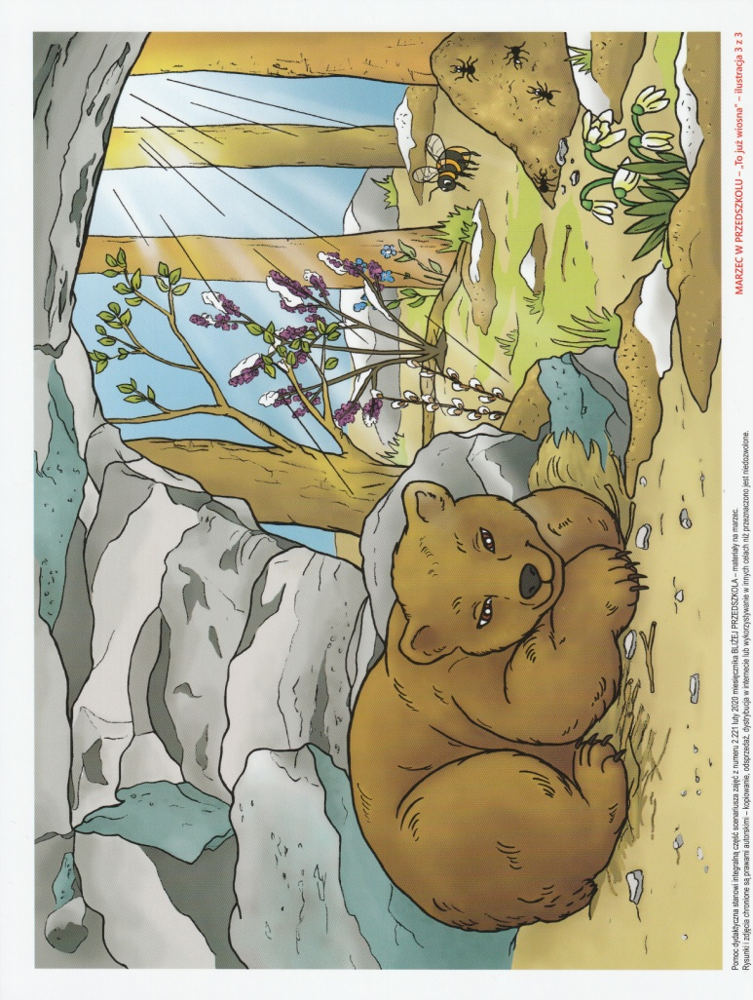 MARZEC W PRZEDSZKOLU – „To już wiosna” – ilustracja 3 z 3
Pomoc dydaktyczna stanowi integralną część scenariusza zajęć z numeru 2.221 luty 2020 miesięcznika BLIŻEJ PRZEDSZKOLA – materiały na marzec.
Rysunki i zdjęcia chronione są prawami autorskimi – kopiowanie, odsprzedaż, dystrybucja w internecie lub wykorzystywanie w innych celach niż przeznaczono jest niedozwolone.